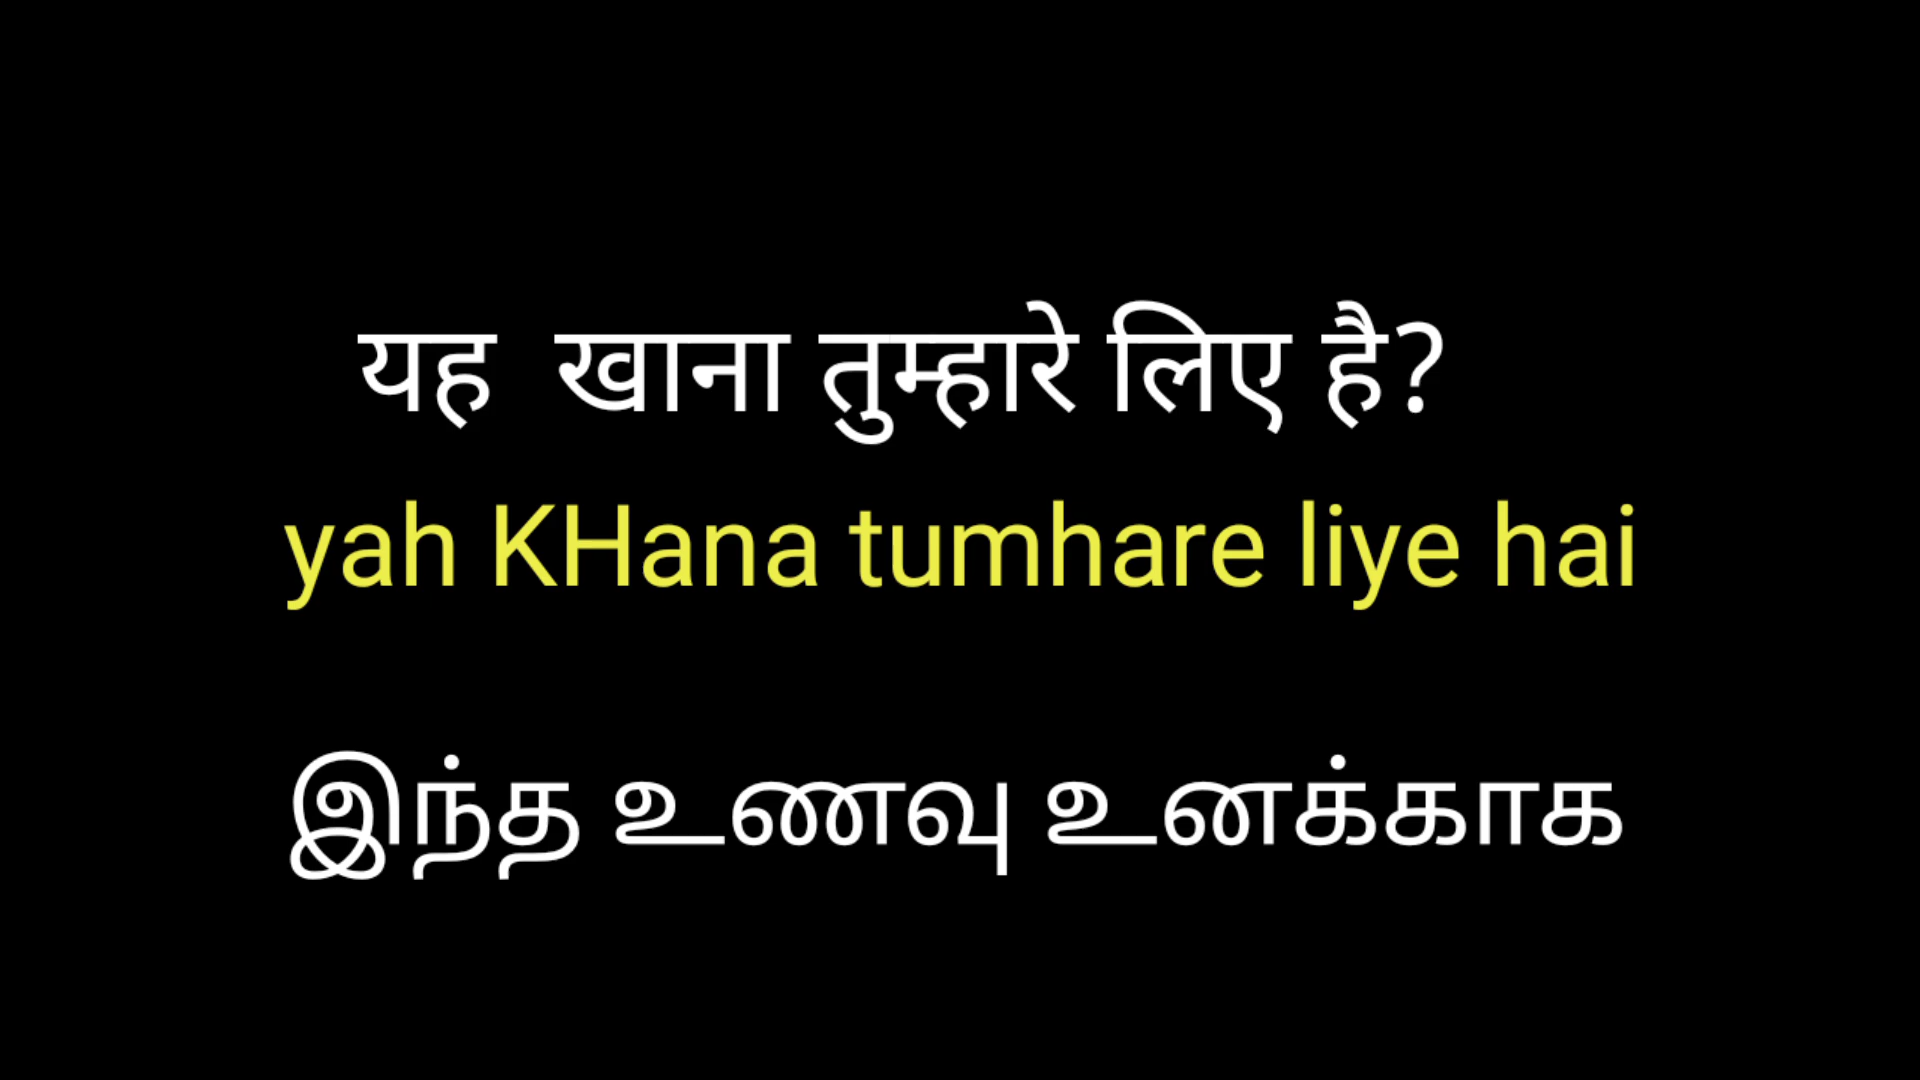 यह  खाना तुम्हारे लिए है?
yah KHana tumhare liye hai
இந்த உணவு உனக்காக